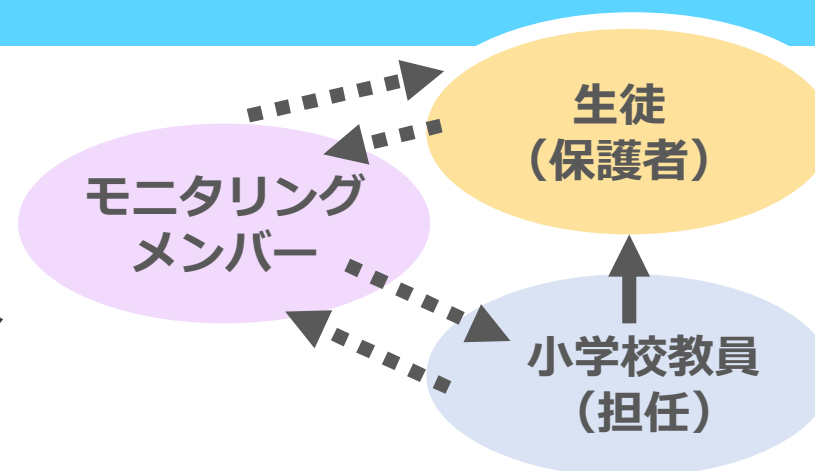 生徒
（保護者）
モニタリング
メンバー
小学校教員
（担任）